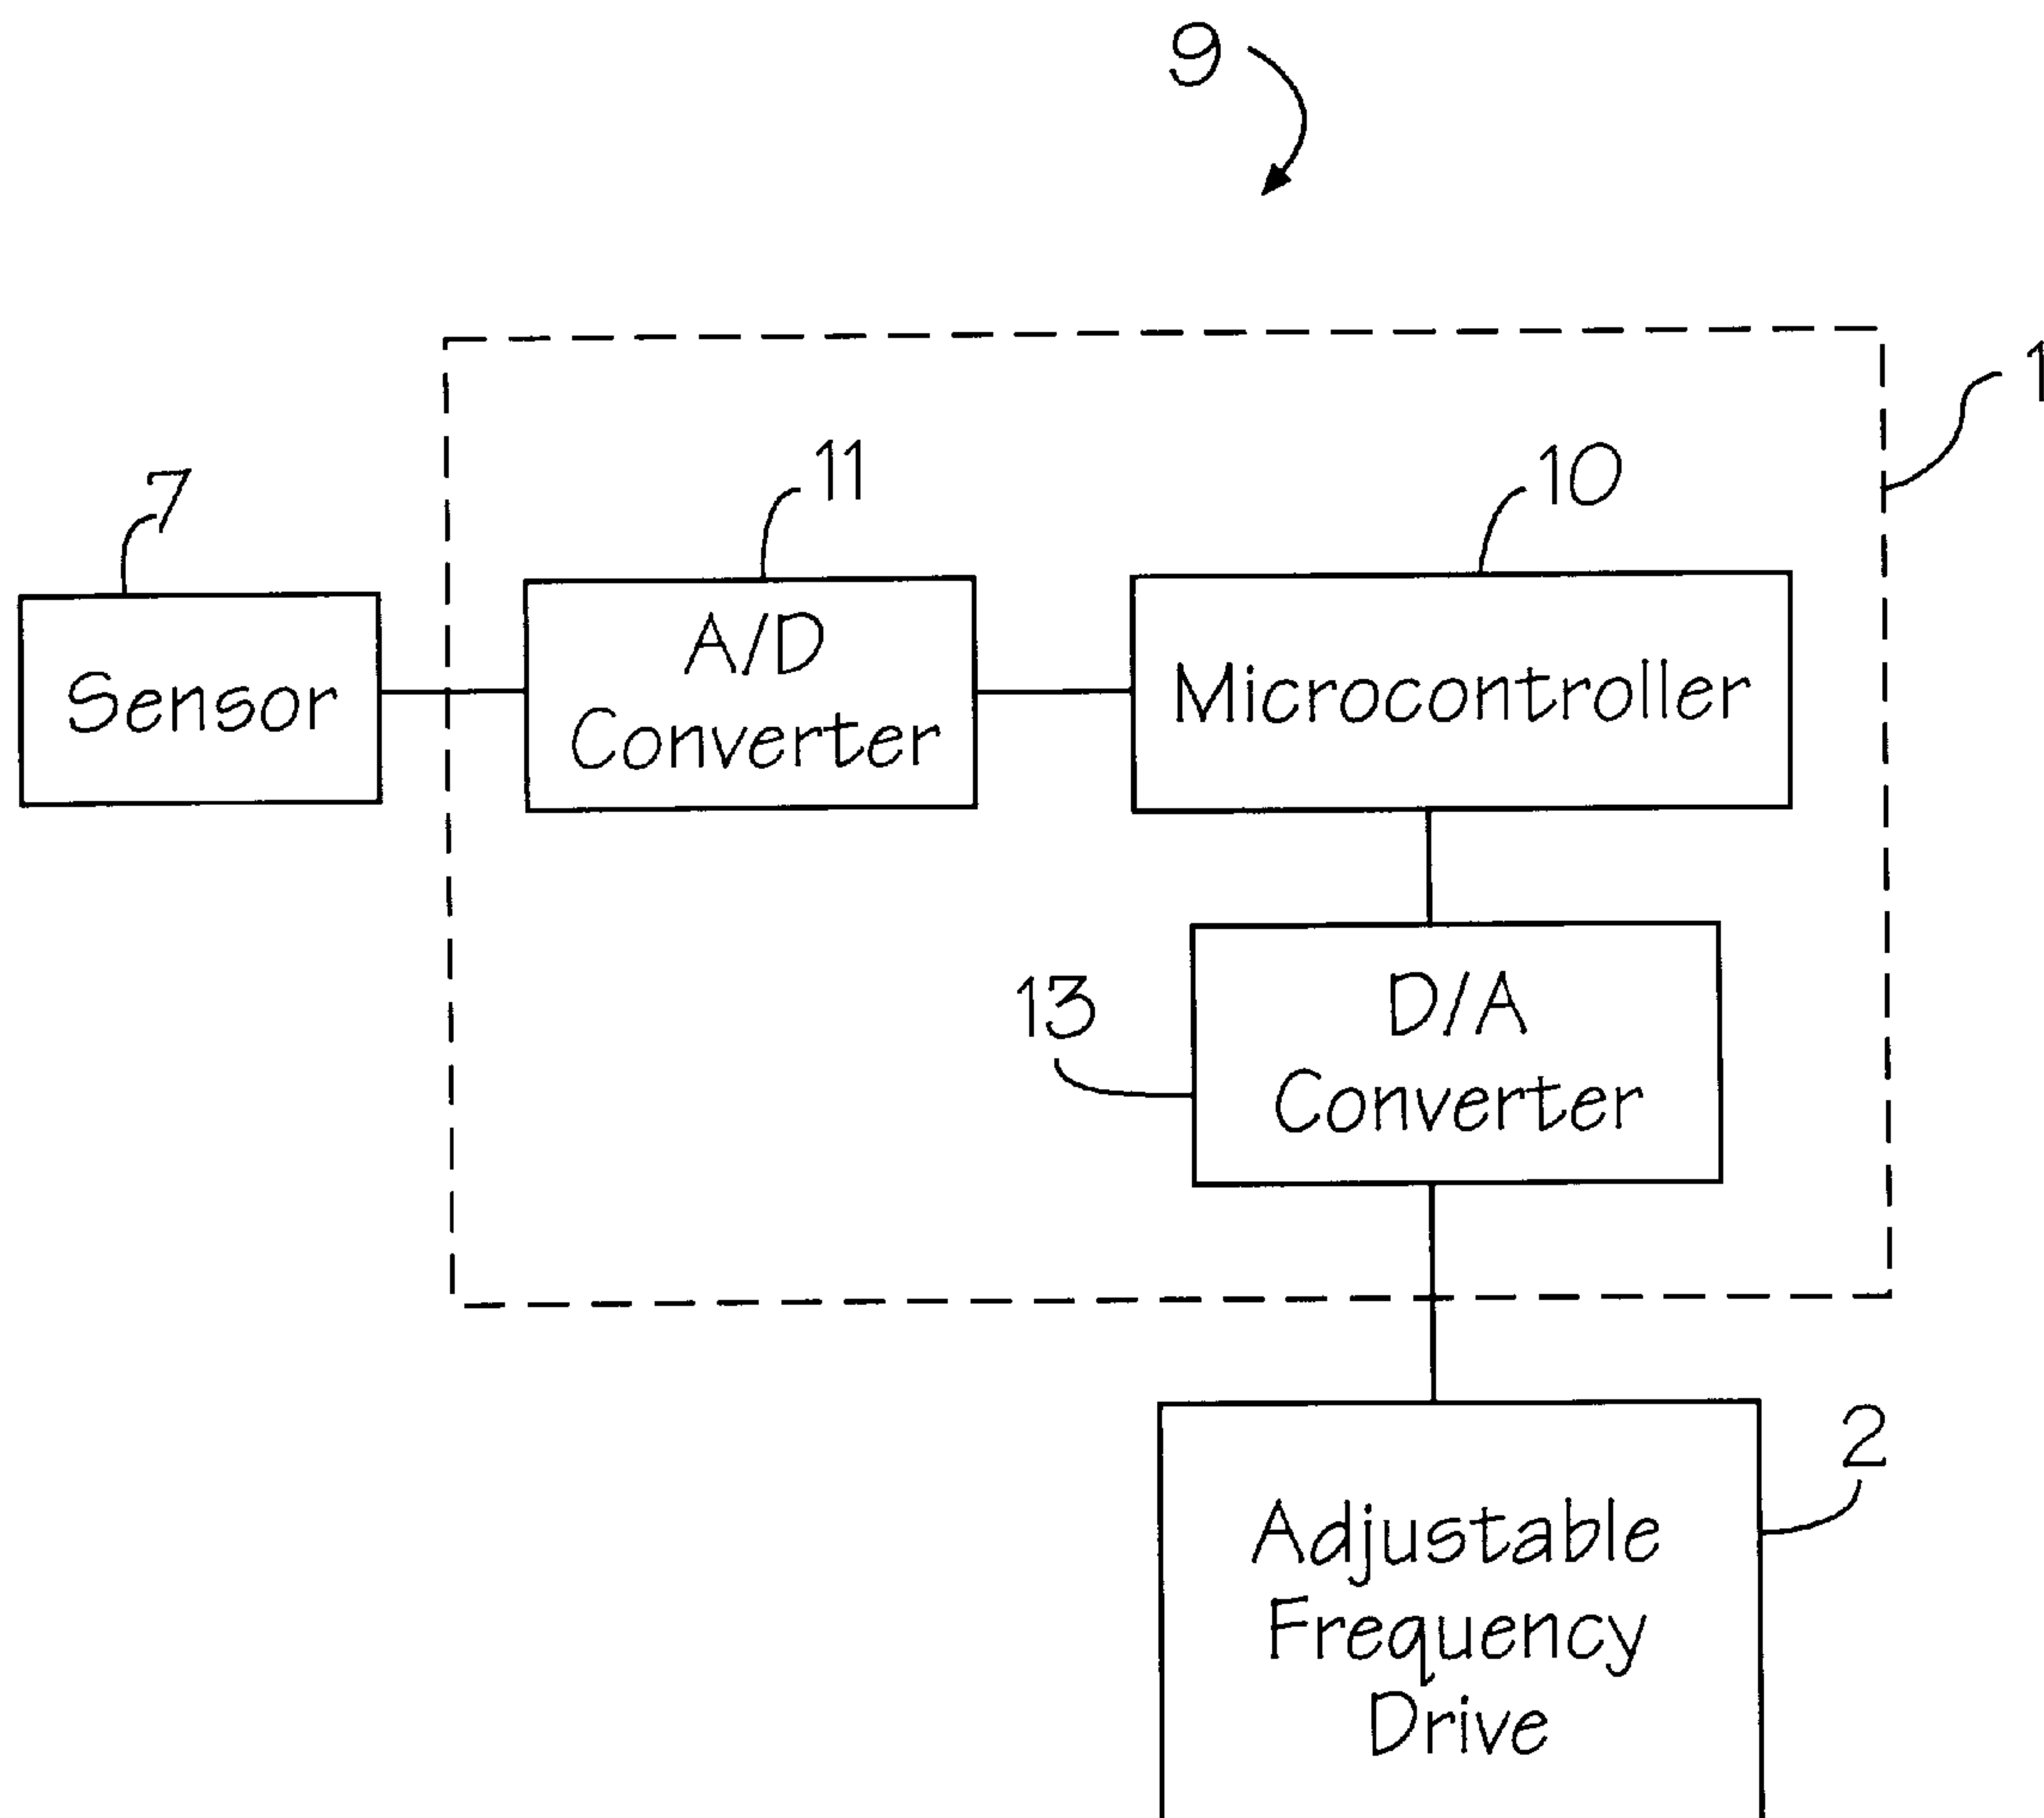 9
1
11
10
7
A/D
Converter
Sensor
Microcontroller
13
D/A
Converter
2
Adjustable
Frequency
Drive